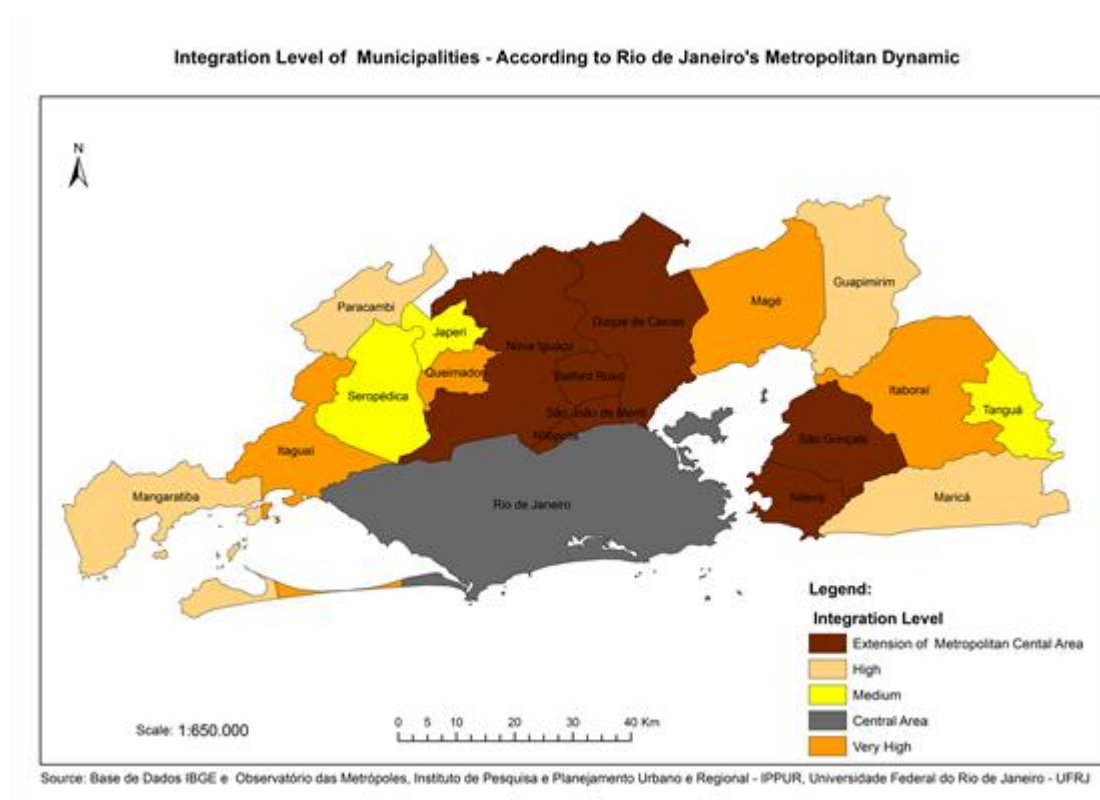 Integration Level of  Municipalities - According to Rio de Janeiro's Metropolitan Dynamic
N
Guapimirim
Paracambi
Magé
Duque de Caxias
Japeri
Nova Iguaçu
Queimados
Belford Roxo
Itaboraí
Seropédica
São João de Meriti
Tanguá
Nilópolis
São Gonçalo
Itaguaí
Mangaratiba
Niterói
Maricá
Rio de Janeiro
Legend:
Integration Level
Extension of  Metropolitan Cental Area
High
Medium
Central Area
Very High
0 5 10 20 30 40 Km
Scale: 1:650.000
Source: Base de Dados IBGE e  Observatório das Metrópoles, Instituto de Pesquisa e Planejamento Urbano e Regional - IPPUR, Universidade Federal do Rio de Janeiro - UFRJ